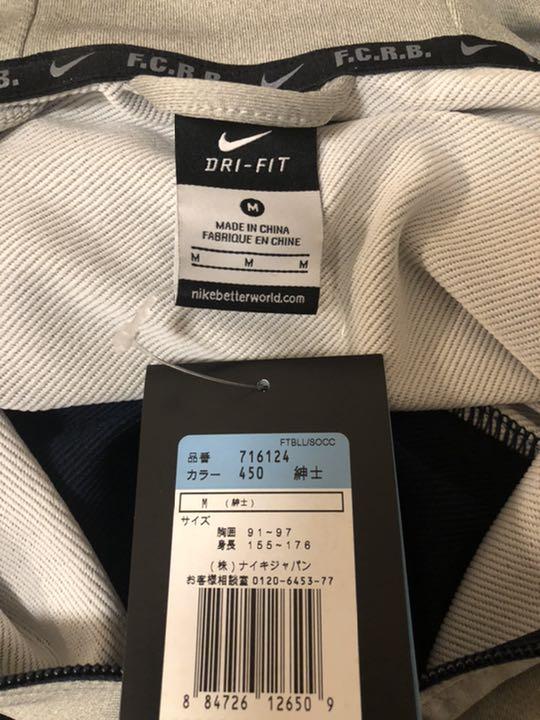 B. F.C.R.B. F.C.R.B.
DRI-FIT
M
MADE IN CHINA
FABRIQUE EN CHINE
M M M
nikebetterworld.com
FTBLL/SOCC
品番 716124
カラー 450 紳士
M (紳士)
サイズ
胸囲 91~97
身長 155~176
(株)ナイキジャパン
お客様相談室 0120-6453-77
8 84726 12650 9